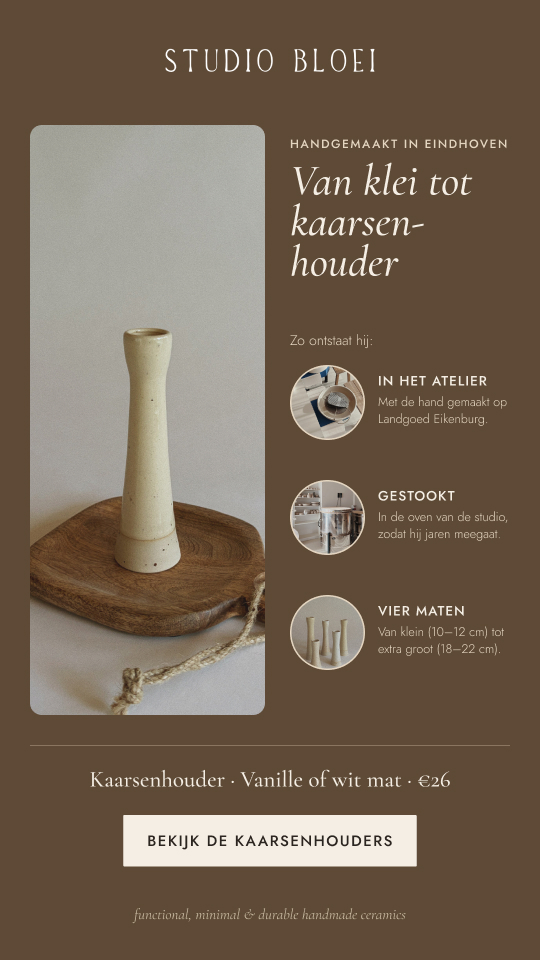 STUDIO BLOEI
HANDGEMAAKT IN EINDHOVEN
Van klei tot
kaarsen-
houder
Zo ontstaat hij:
IN HET ATELIER
Met de hand gemaakt op
Landgoed Eikenburg.
GESTOOKT
In de oven van de studio,
zodat hij jaren meegaat.
VIER MATEN
Van klein (10–12 cm) tot
extra groot (18–22 cm).
Kaarsenhouder · Vanille of wit mat · €26
BEKIJK DE KAARSENHOUDERS
functional, minimal & durable handmade ceramics